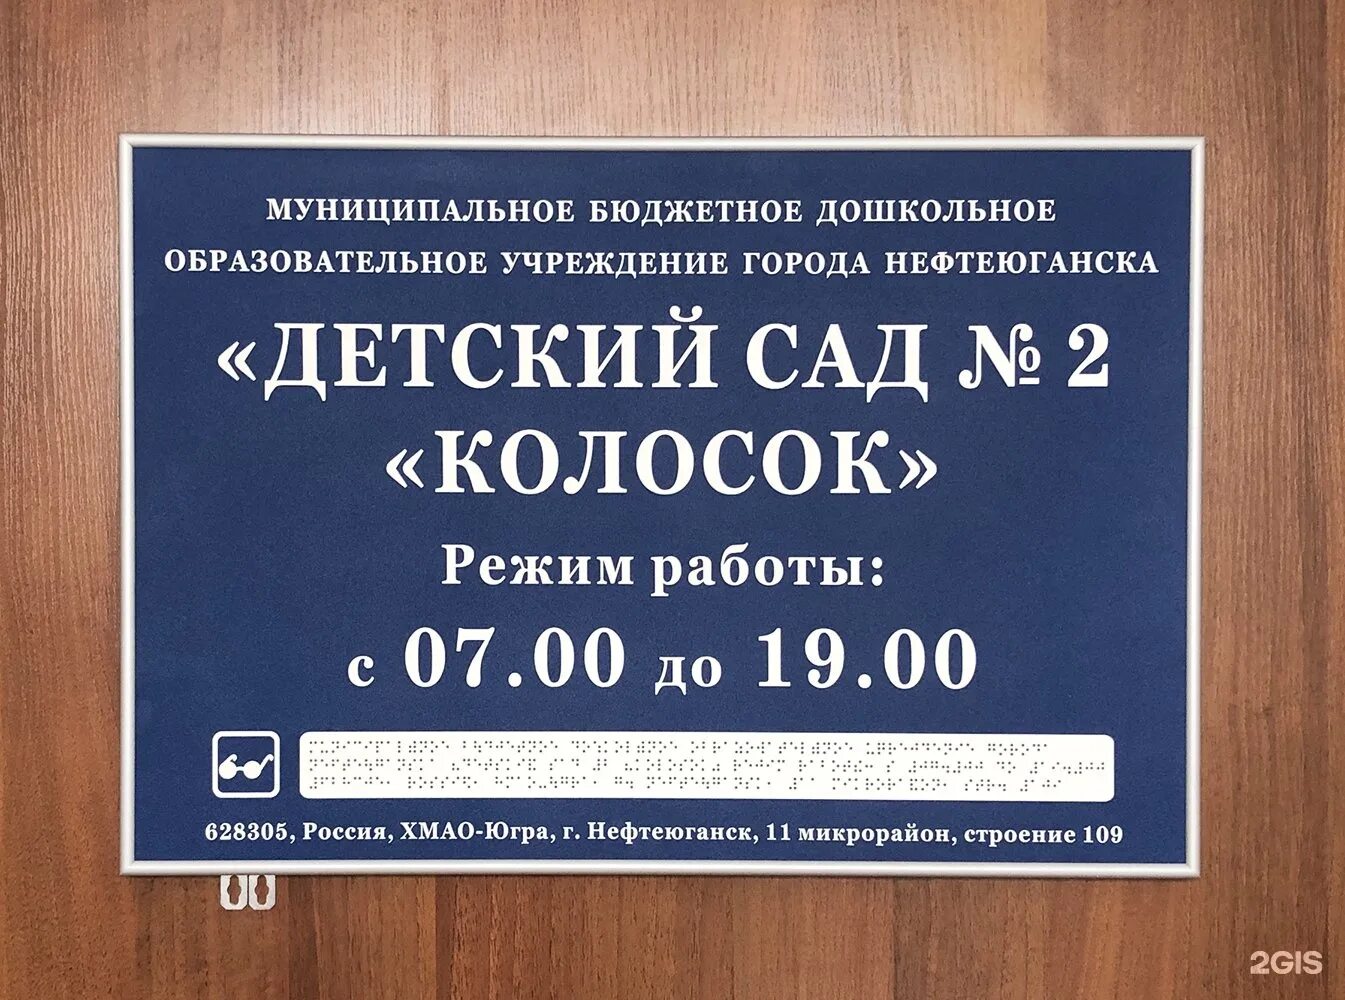 МУНИЦИПАЛЬНОЕ БЮДЖЕТНОЕ ДОШКОЛЬНОЕ
ОБРАЗОВАТЕЛЬНОЕ УЧРЕЖДЕНИЕ ГОРОДА НЕФТЕЮГАНСКА
«ДЕТСКИЙ САД № 2
«КОЛОСОК»
Режим работы:
с 07.00 до 19.00
628305, Россия, ХМАО-Югра, г. Нефтеюганск, 11 микрорайон, строение 109
2GIS